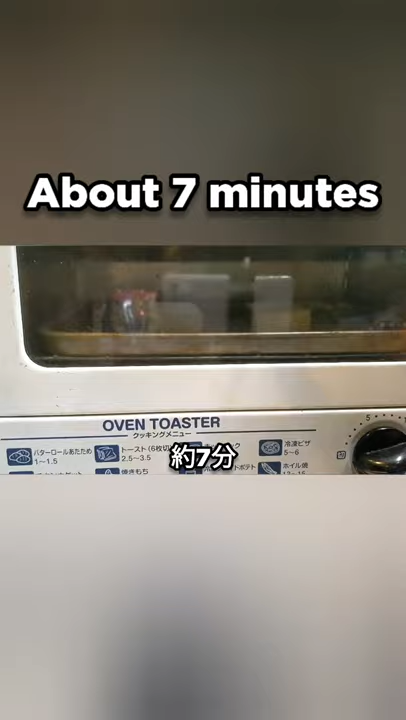 About 7 minutes
OVEN TOASTER
クッキングメニュー
バターロールあたため
1~1.5
トースト(6枚切
2.5~3.5
冷凍ピザ
5~6
5
約7分
焼きもち
ホイル焼